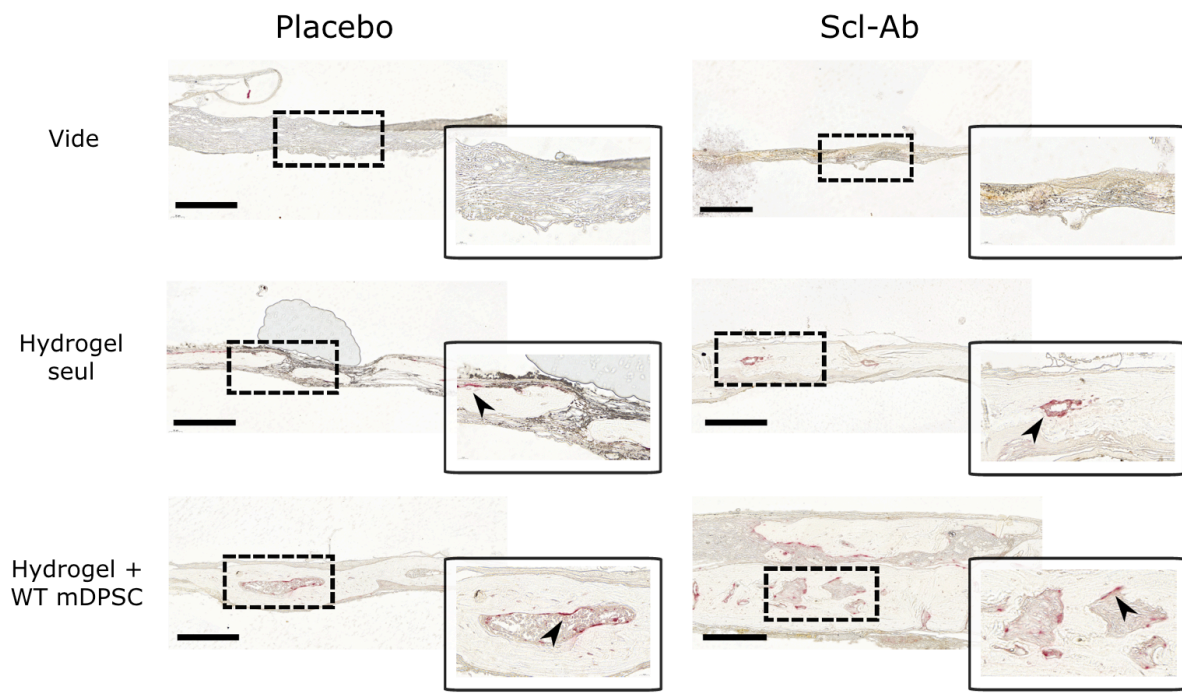 Placebo
Scl-Ab
Vide
Hydrogel
seul
Hydrogel +
WT mDPSC